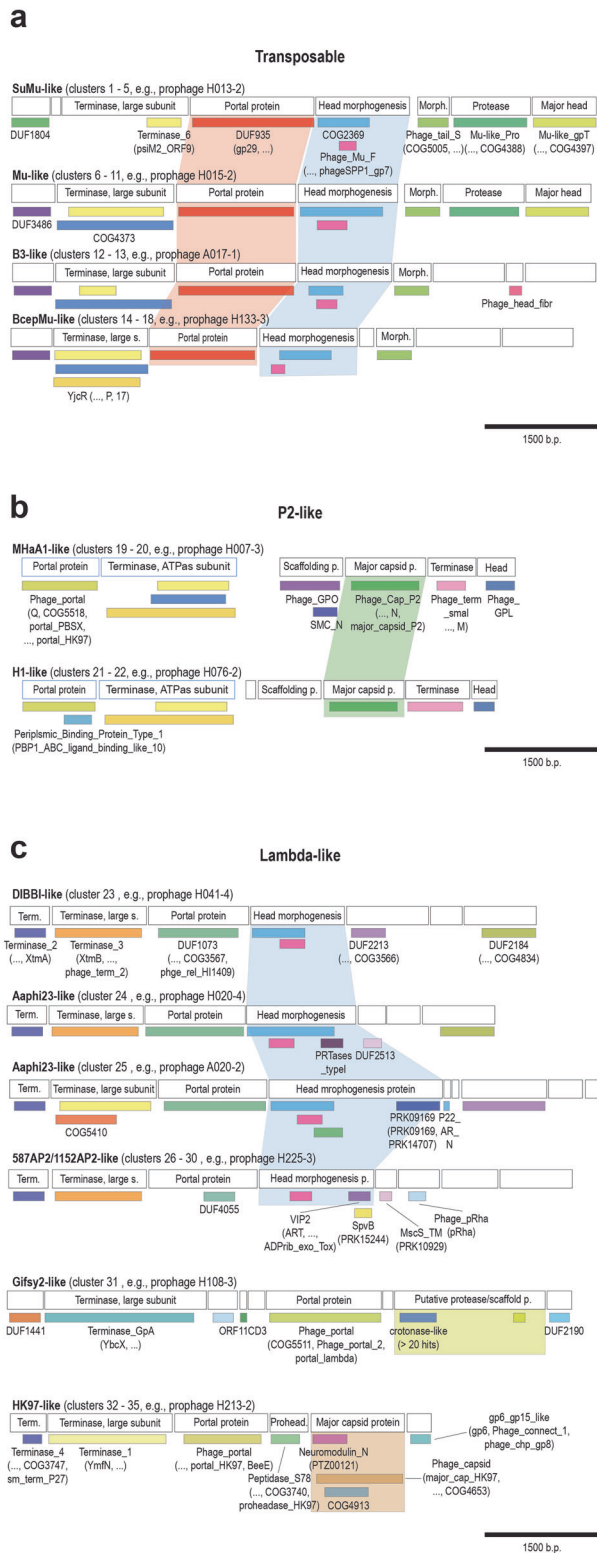 a
Transposable
SuMu-like (clusters 1 - 5, e.g., prophage H013-2)
Terminase, large subunit Portal protein Head morphogenesis Morph. Protease Major head
DUF1804 Terminase_6 DUF935 COG2369 Phage_tail_S Mu-like_Pro Mu-like_gpT
(psiM2_ORF9) (gp29, ...) Phage_Mu_F (COG5005, ...) (..., COG4388) (..., COG4397)
(..., phageSPP1_gp7)
Mu-like (clusters 6 - 11, e.g., prophage H015-2)
Terminase, large subunit Portal protein Head morphogenesis Morph. Protease Major head
DUF3486
COG4373
B3-like (clusters 12 - 13, e.g., prophage A017-1)
Terminase, large subunit Portal protein Head morphogenesis Morph.
Phage_head_fibr
BcepMu-like (clusters 14 - 18, e.g., prophage H133-3)
Terminase, large s. Portal protein Head morphogenesis Morph.
YjcR (..., P, 17)
1500 b.p.
b
P2-like
MHaA1-like (clusters 19 - 20, e.g., prophage H007-3)
Portal protein Terminase, ATPas subunit Scaffolding p. Major capsid p. Terminase Head
Phage_portal Phage_GPO Phage_Cap_P2 Phage_term Phage_
(Q, COG5518, (..., N, _smal GPL
portal_PBSX, SMC_N major_capsid_P2) ..., M)
..., portal_HK97)
H1-like (clusters 21 - 22, e.g., prophage H076-2)
Portal protein Terminase, ATPas subunit Scaffolding p. Major capsid p. Terminase Head
Periplsmic_Binding_Protein_Type_1
(PBP1_ABC_ligand_binding_like_10)
1500 b.p.
c
Lambda-like
DIBBI-like (cluster 23 , e.g., prophage H041-4)
Term. Terminase, large s. Portal protein Head morphogenesis
Terminase_2 Terminase_3 DUF1073 DUF2213 DUF2184
(..., XtmA) (XtmB, ..., (..., COG3567, (..., COG3566) (..., COG4834)
phage_term_2) phge_rel_HI1409)
Aaphi23-like (cluster 24 , e.g., prophage H020-4)
Terminase, large s. Portal protein Head morphogenesis
PRTases DUF2513
_typeI
Aaphi23-like (cluster 25 , e.g., prophage A020-2)
Term. Terminase, large subunit Portal protein Head mrophogenesis protein
COG5410 PRK09169 P22_
(PRK09169, AR_
PRK14707) N
587AP2/1152AP2-like (clusters 26 - 30 , e.g., prophage H225-3)
Term. Terminase, large s. Portal protein Head morphogenesis p.
DUF4055
VIP2 SpvB MscS_TM Phage_pRha
(ART, ..., (PRK15244) (PRK10929) (pRha)
ADPrib_exo_Tox)
Gifsy2-like (cluster 31 , e.g., prophage H108-3)
Terminase, large subunit Portal protein Putative protease/scaffold p.
DUF1441 Terminase_GpA ORF11CD3 Phage_portal crotonase-like DUF2190
(YbcX, ...) (COG5511, Phage_portal_2, (> 20 hits)
portal_lambda)
HK97-like (clusters 32 - 35, e.g., prophage H213-2)
Term. Terminase, large subunit Portal protein Prohead. Major capsid protein gp6_gp15_like
(gp6, Phage_connect_1,
phage_chp_gp8)
Terminase_4 Terminase_1 Phage_portal Neuromodulin_N
(..., COG3747, (YmfN, ...) (..., portal_HK97, BeeE) (PTZ00121)
sm_term_P27) Peptidase_S78 Phage_capsid
(..., COG3740, (major_cap_HK97,
proheadase_HK97) COG4913 ..., COG4653)
1500 b.p.